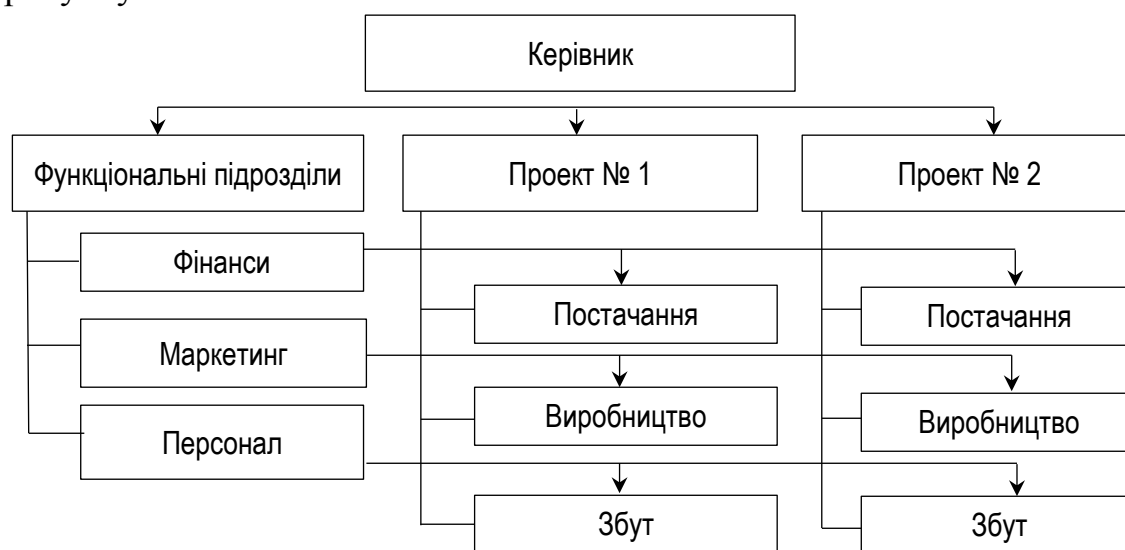 Керівник
Функціональні підрозділи
Проект № 1
Проект № 2
Фінанси
Постачання
Постачання
Маркетинг
Виробництво
Виробництво
Персонал
Збут
Збут